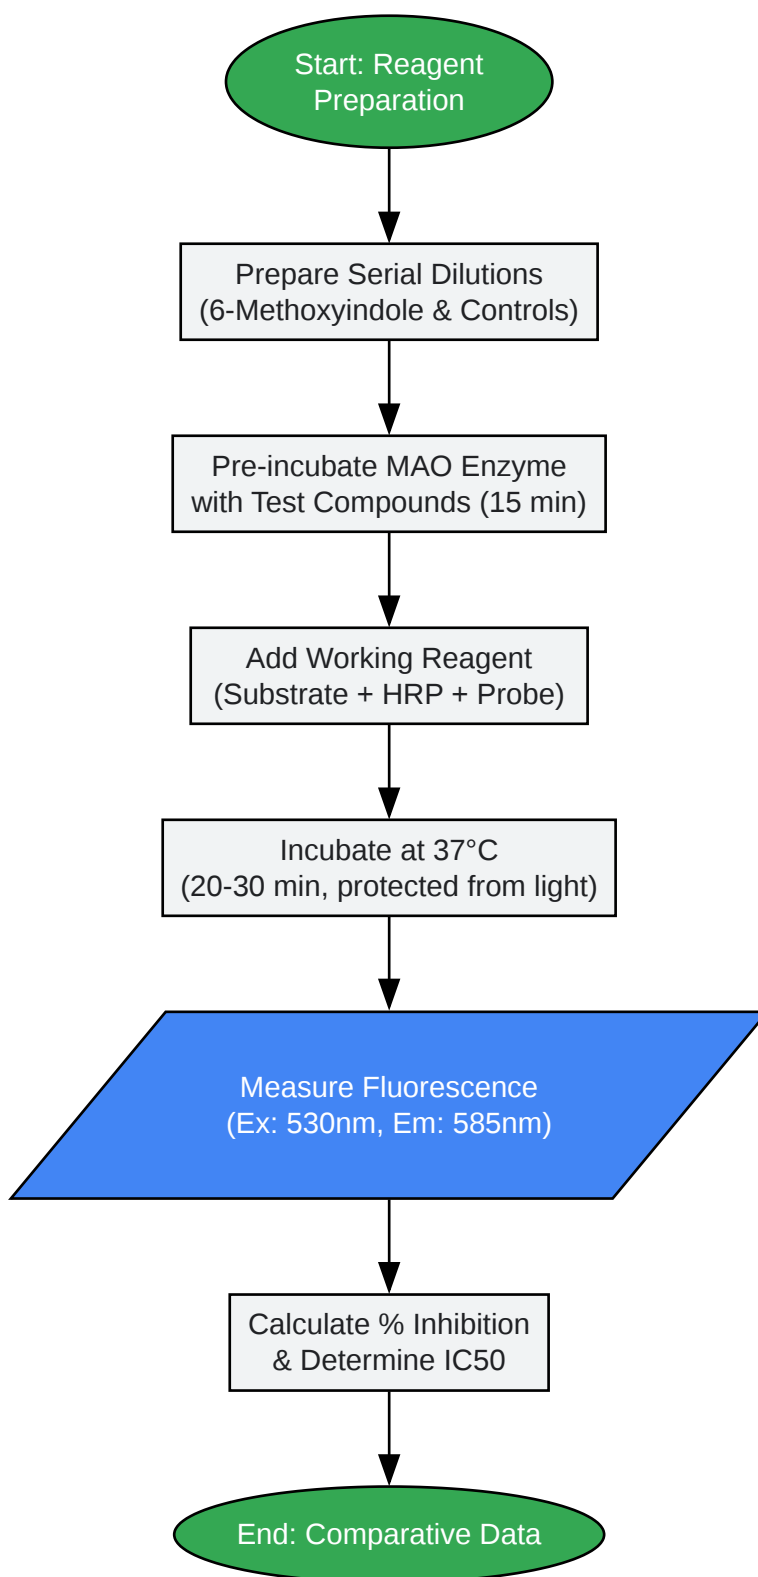 Start: Reagent
Preparation
Prepare Serial Dilutions
(6-Methoxyindole & Controls)
Pre-incubate MAO Enzyme
with Test Compounds (15 min)
Add Working Reagent
(Substrate + HRP + Probe)
Incubate at 37°C
(20-30 min, protected from light)
Measure Fluorescence
(Ex: 530nm, Em: 585nm)
Calculate % Inhibition
& Determine IC50
End: Comparative Data